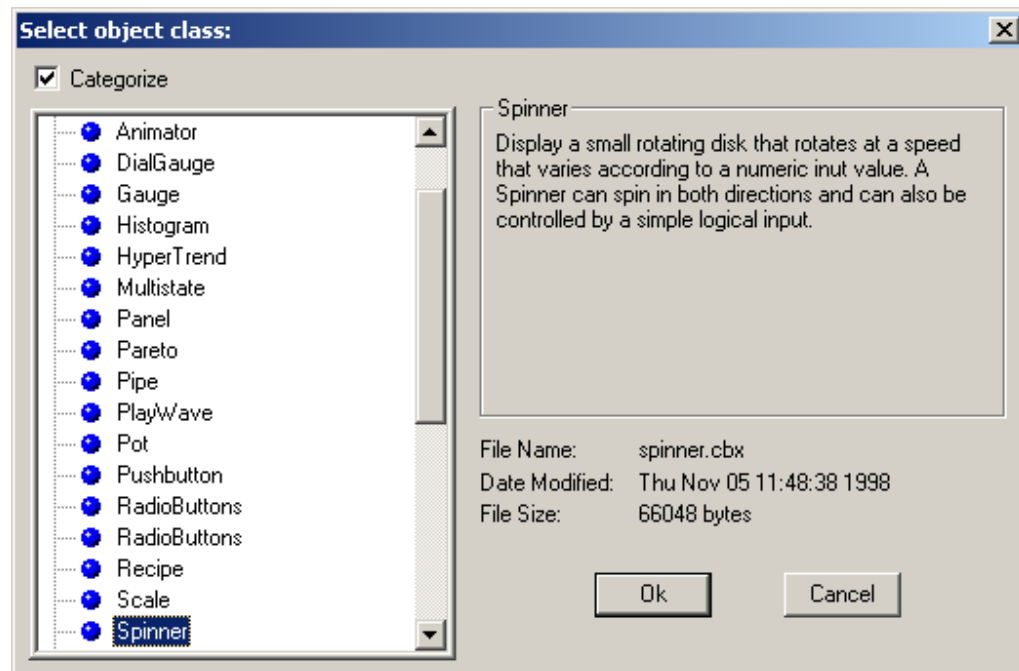 Select object class:
Categorize
Animator
DialGauge
Gauge
Histogram
HyperTrend
Multistate
Panel
Pareto
Pipe
PlayWave
Pot
Pushbutton
RadioButtons
RadioButtons
Recipe
Scale
Spinner
Spinner
Display a small rotating disk that rotates at a speed
that varies according to a numeric inut value. A
Spinner can spin in both directions and can also be
controlled by a simple logical input.
File Name: spinner.cbx
Date Modified: Thu Nov 05 11:48:38 1998
File Size: 66048 bytes
Ok Cancel